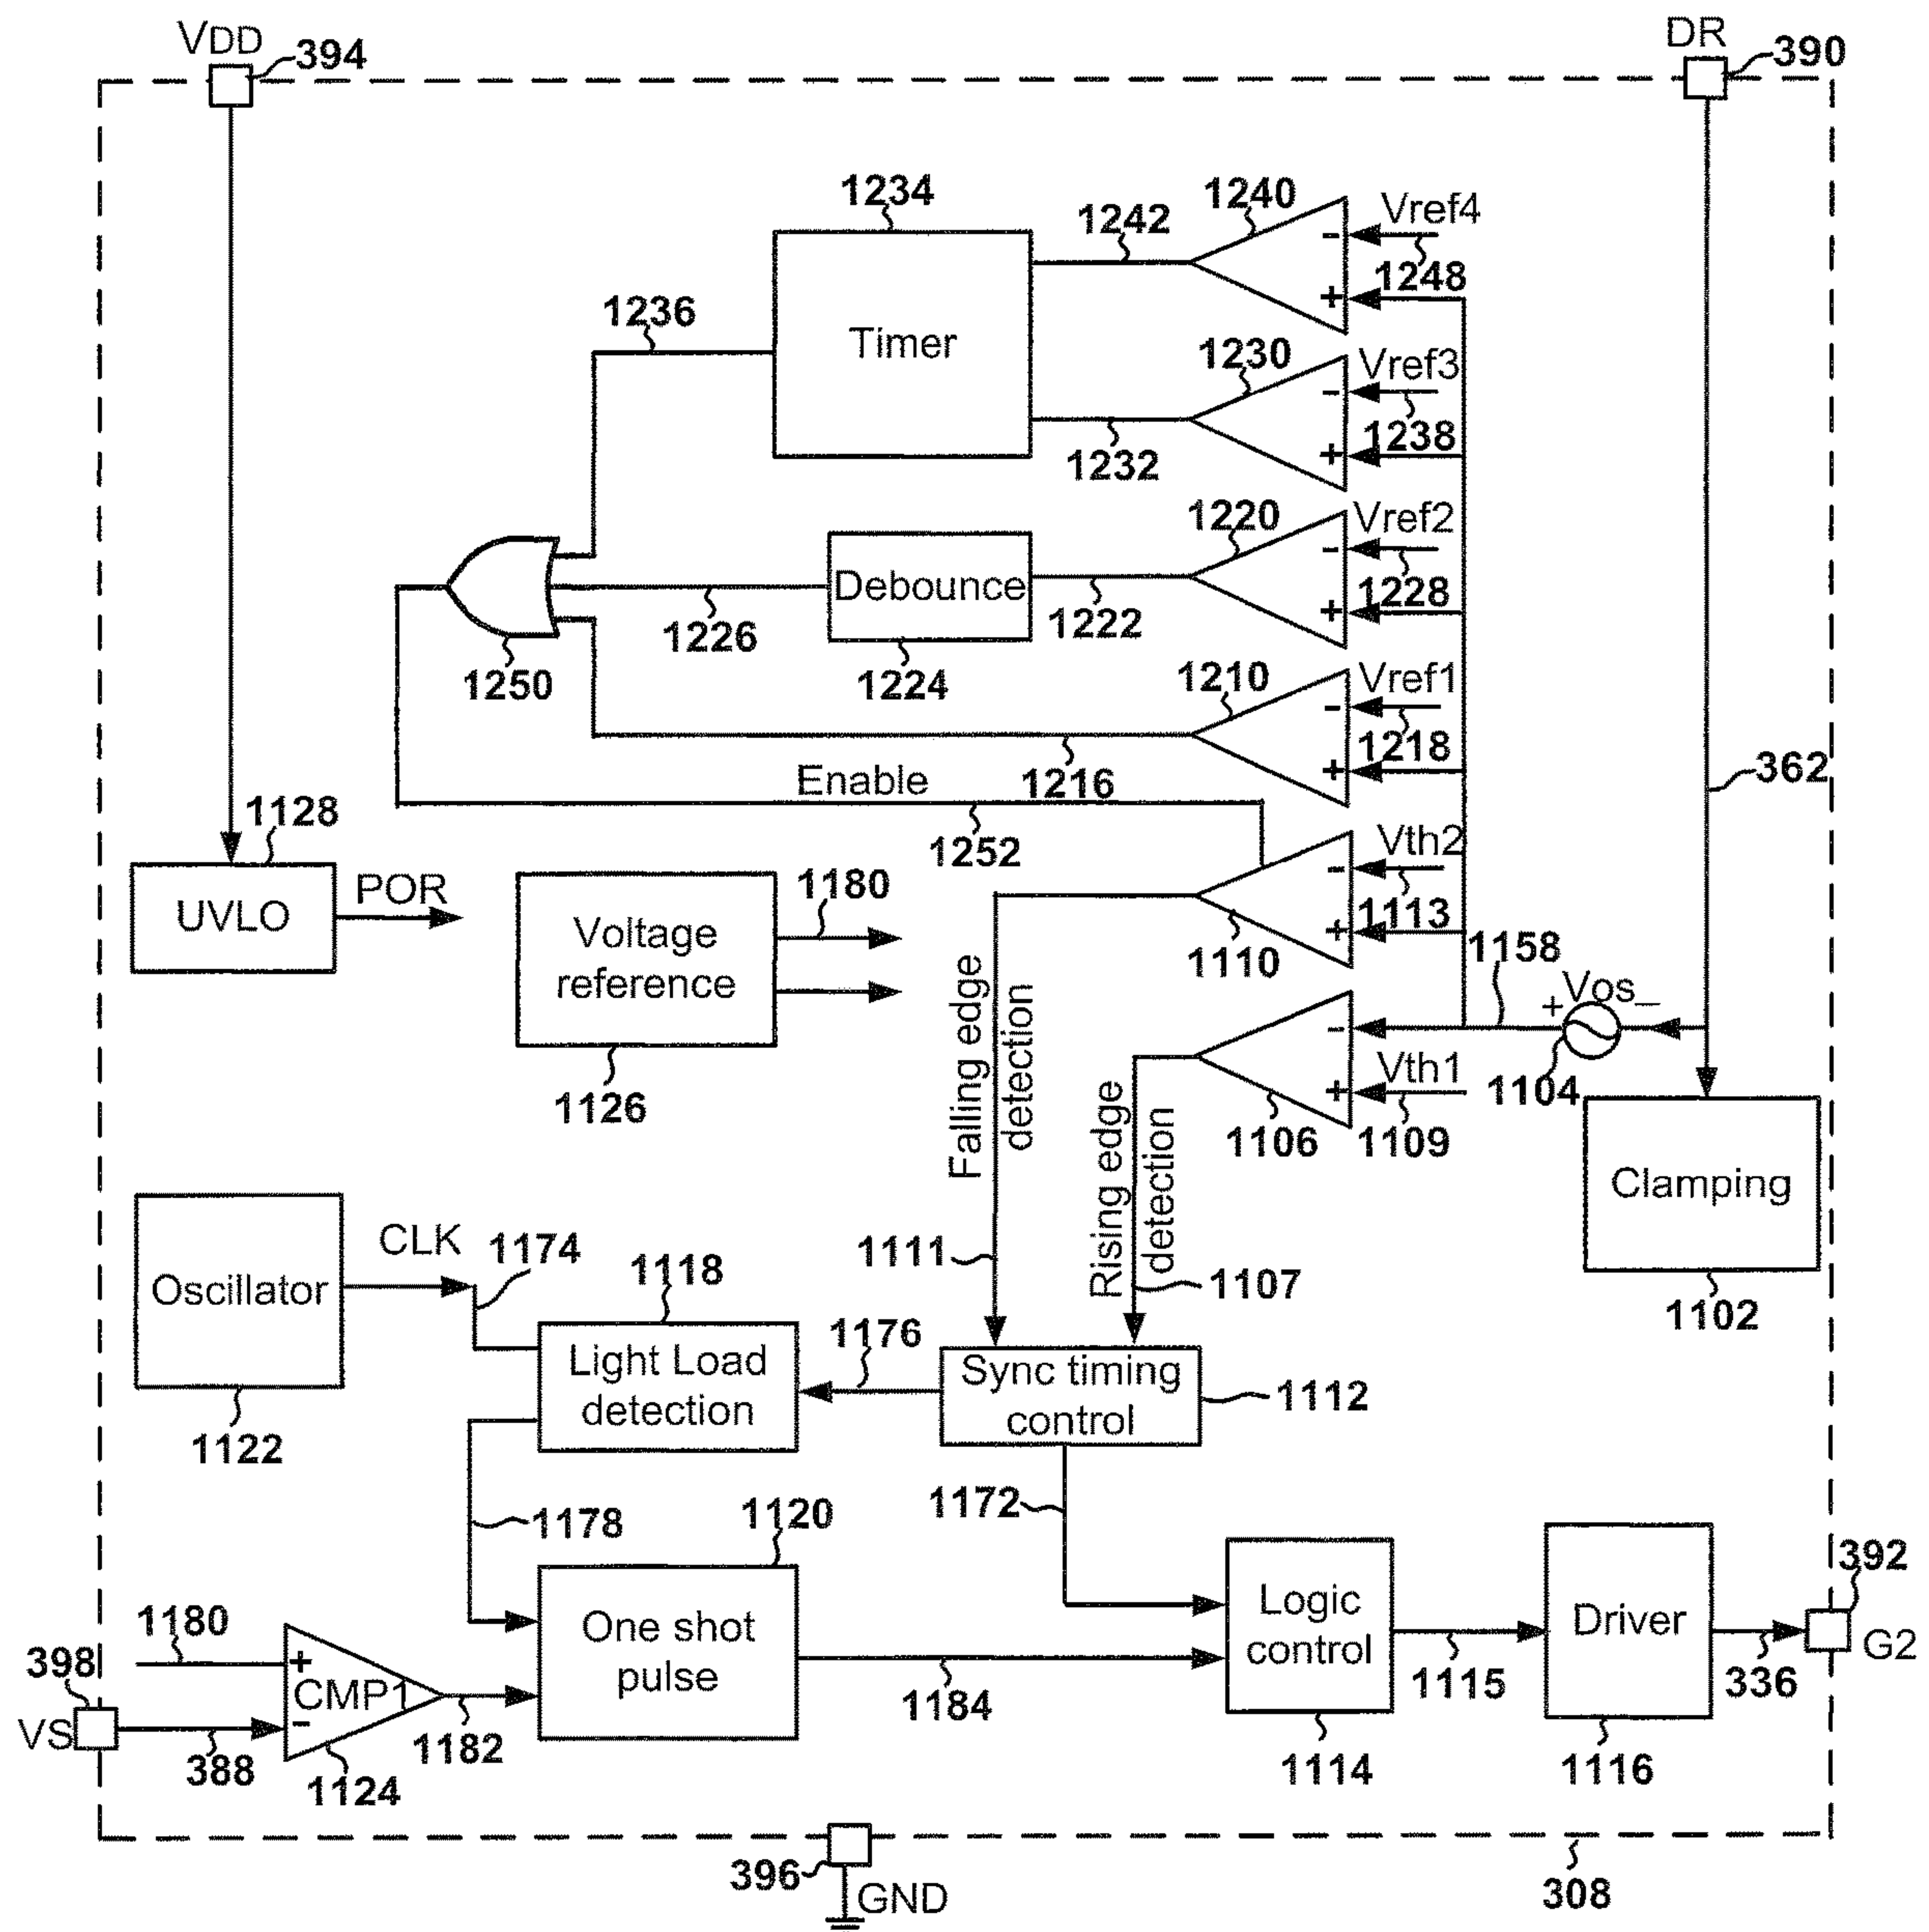 VDD
394
DR
390
1234
1242
1240
Vref4
-
1248
+
Timer
1236
1230
Vref3
-
1238
+
1232
1220
Vref2
-
1228
+
Debounce
1222
1226
1224
1250
1210
Vref1
-
1218
+
1216
362
Enable
1252
1128
UVLO
POR
Voltage
reference
1180
1126
Vth2
-
1113
+
1110
1158
+ Vos_
1104
-
Vth1
+
1106
1109
Falling edge
detection
Rising edge
detection
Clamping
1102
Oscillator
1122
CLK
1174
1118
Light Load
detection
1176
1111
1107
Sync timing
control
1112
1178
1120
One shot
pulse
1172
1180
+
CMP1
-
398
VS
388
1124
1182
1184
Logic
control
1114
1115
Driver
1116
336
392
G2
396
GND
308